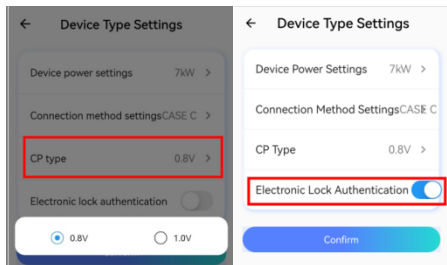 Device Type Settings
Device power settings 7kW
Connection method settings CASE C
CP type 0.8V
Electronic lock authentication
0.8V 1.0V
Device Type Settings
Device Power Settings 7kW
Connection Method Settings CASE C
CP Type 0.8V
Electronic Lock Authentication
Confirm